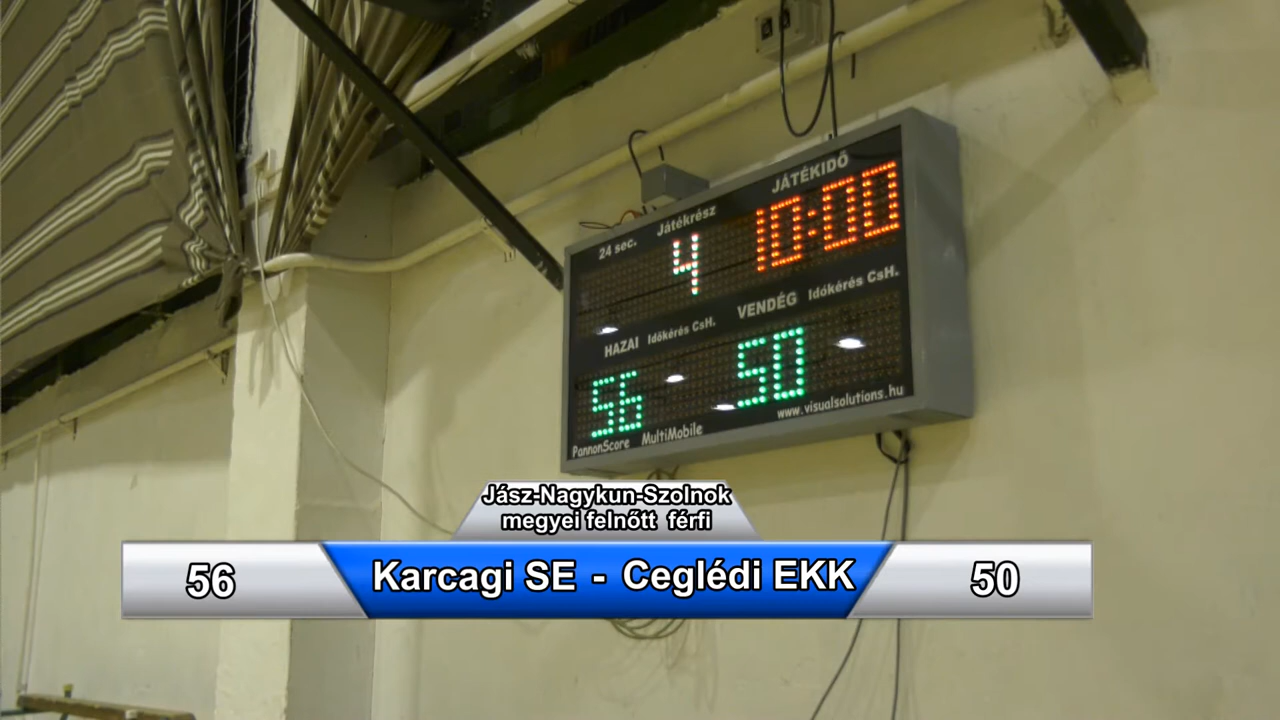 JÁTÉKIDŐ
24 sec. Játékrész
4 10:00
HAZAI Időkérés CsH. VENDÉG Időkérés CsH.
56 50
PannonScore MultiMobile www.visualsolutions.hu
Jász-Nagykun-Szolnok
megyei felnőtt férfi
56 Karcagi SE - Ceglédi EKK 50